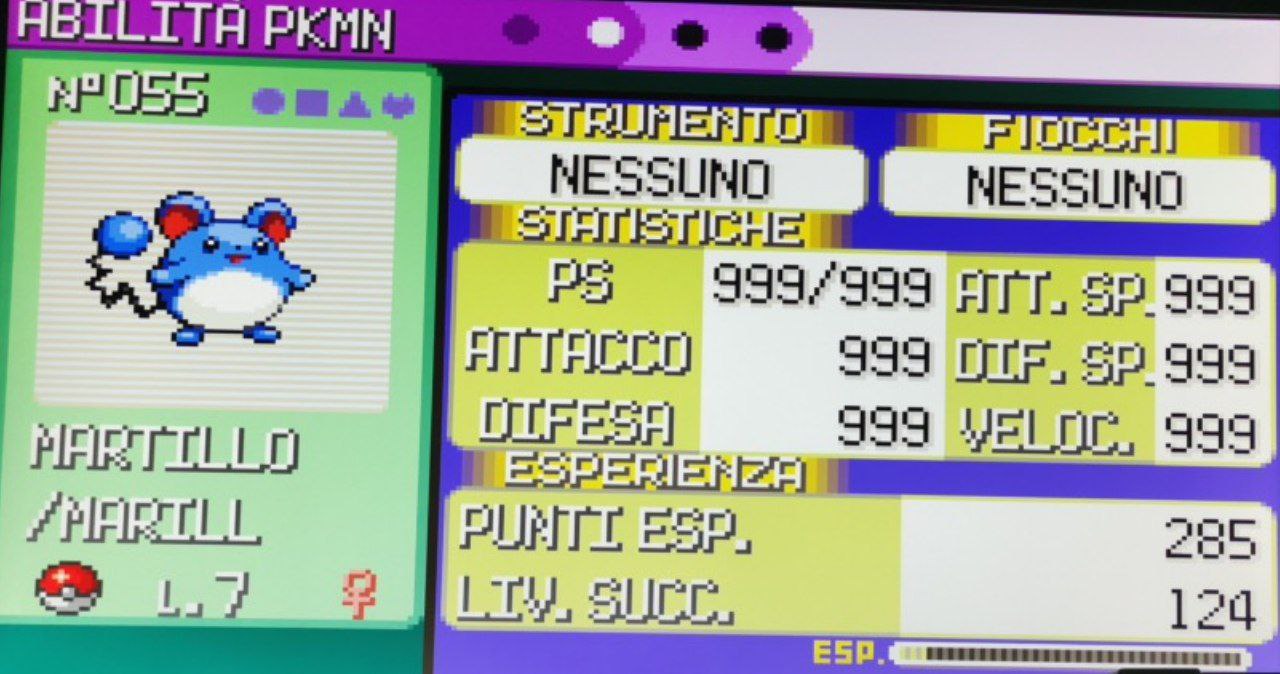 ABILITÀ PKMN
Nº055
MARTILLO
/MARILL
L.7 ♀
STRUMENTO
NESSUNO
FIOCCHI
NESSUNO
STATISTICHE
PS 999/999 ATT. SP. 999
ATTACCO 999 DIF. SP. 999
DIFESA 999 VELOC. 999
ESPERIENZA
PUNTI ESP. 285
LIV. SUCC. 124
ESP.